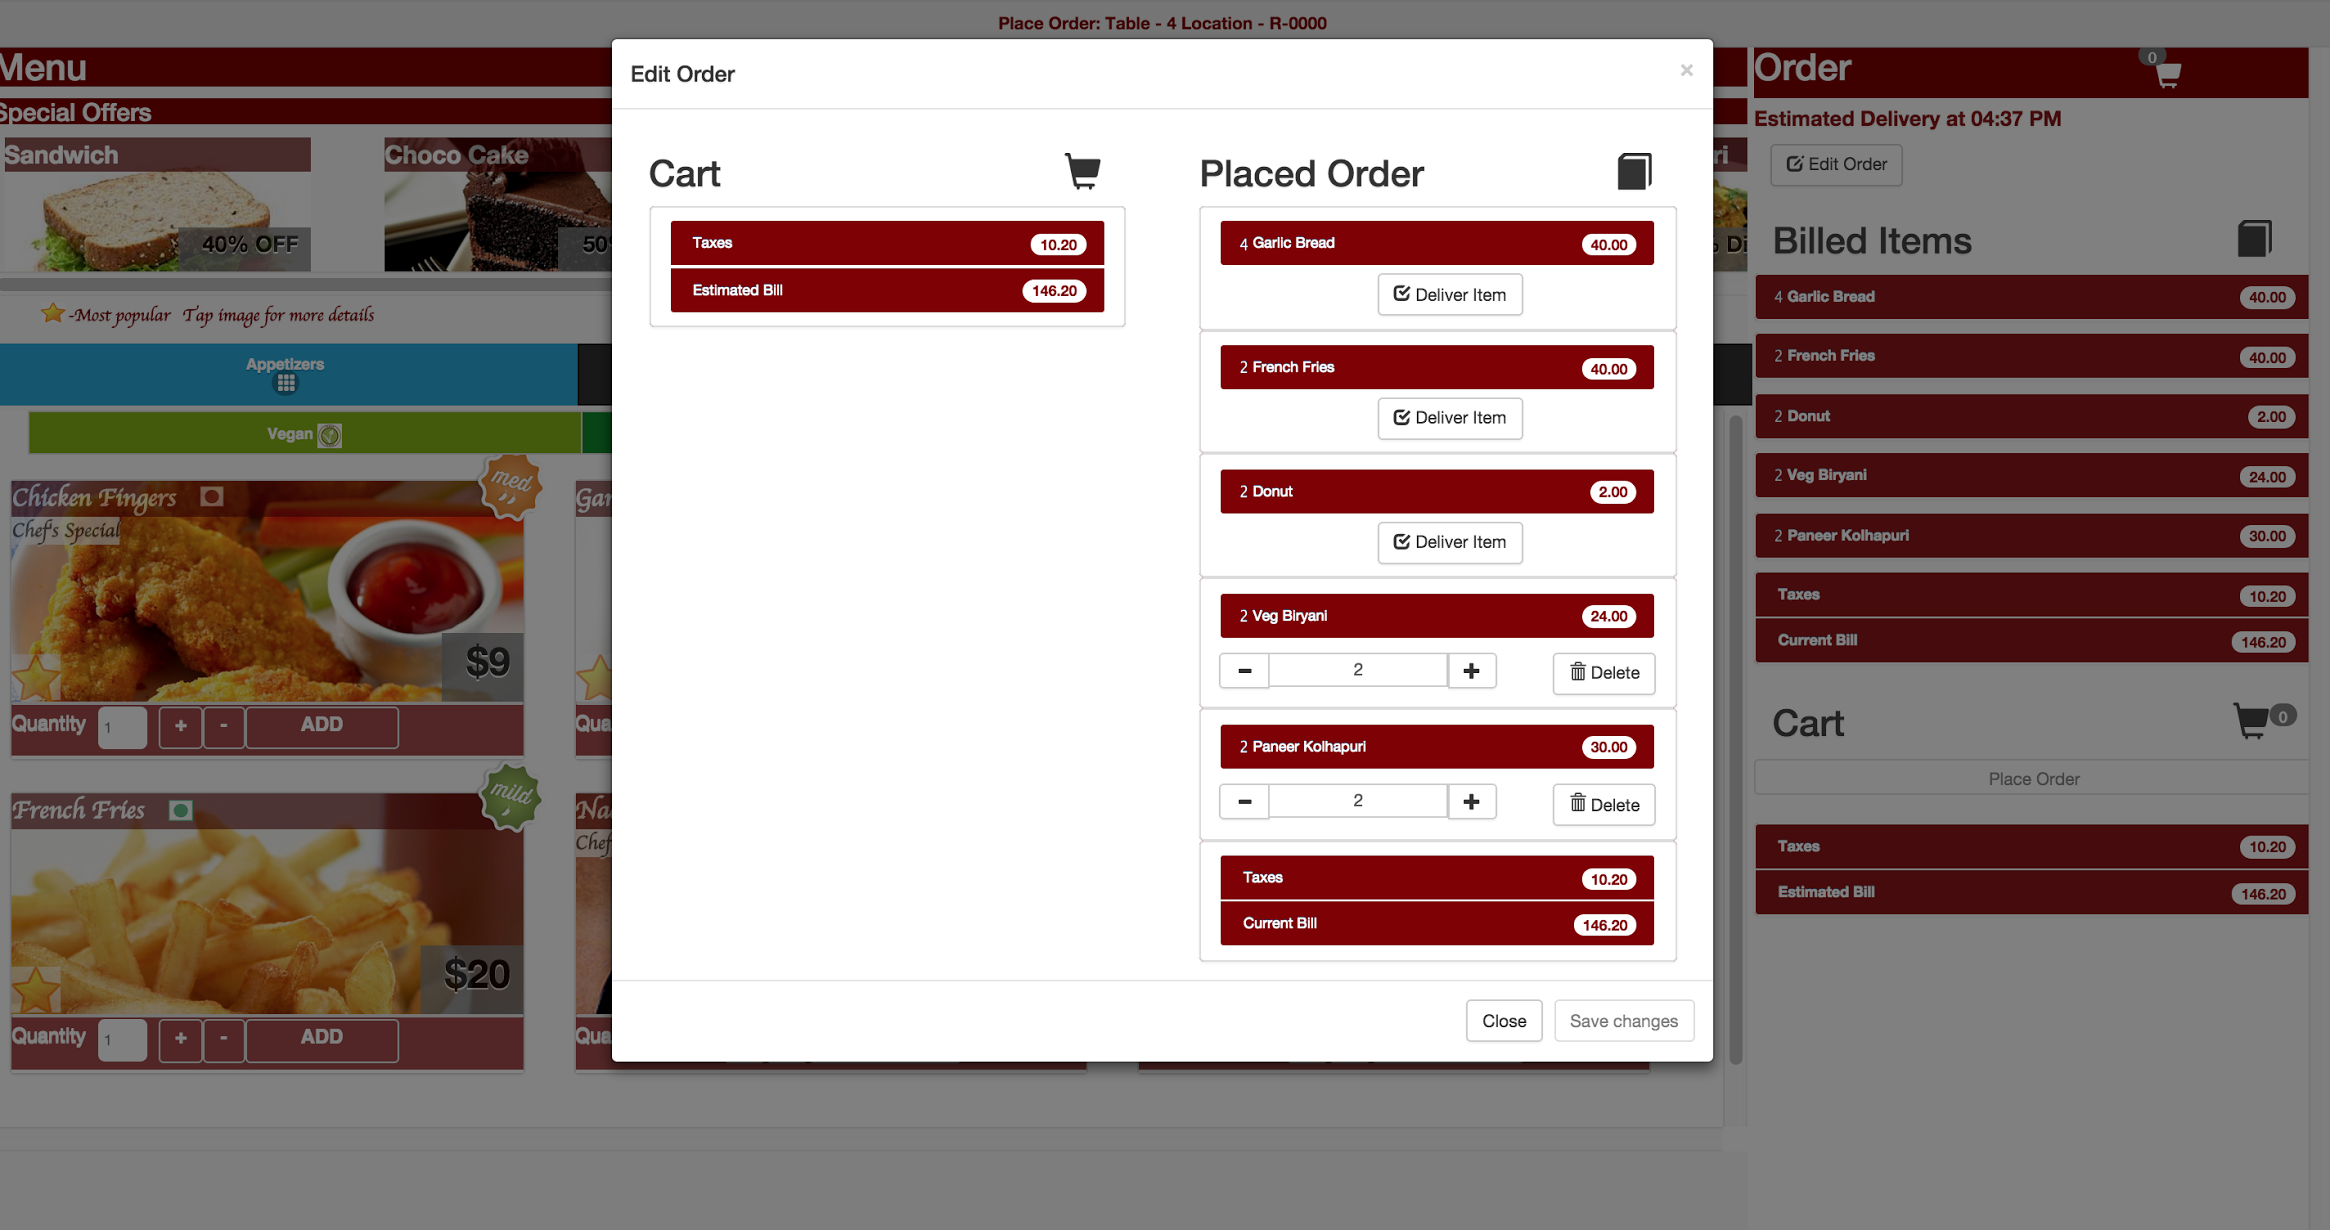 Place Order: Table - 4 Location - R-0000
Menu
Special Offers
Sandwich
40% OFF
Choco Cake
50
-Most popular Tap image for more details
Appetizers
Vegan
Chicken Fingers
med
Chef's Special
$9
Quantity 1 + - ADD
French Fries
mild
$20
Quantity 1 + - ADD
Gar
Qua
Na
Chef
Qua
Edit Order ×
Cart
Taxes 10.20
Estimated Bill 146.20
Placed Order
4 Garlic Bread 40.00
Deliver Item
2 French Fries 40.00
Deliver Item
2 Donut 2.00
Deliver Item
2 Veg Biryani 24.00
- 2 + Delete
2 Paneer Kolhapuri 30.00
- 2 + Delete
Taxes 10.20
Current Bill 146.20
Close Save changes
ri
Di
Order 0
Estimated Delivery at 04:37 PM
Edit Order
Billed Items
4 Garlic Bread 40.00
2 French Fries 40.00
2 Donut 2.00
2 Veg Biryani 24.00
2 Paneer Kolhapuri 30.00
Taxes 10.20
Current Bill 146.20
Cart 0
Place Order
Taxes 10.20
Estimated Bill 146.20